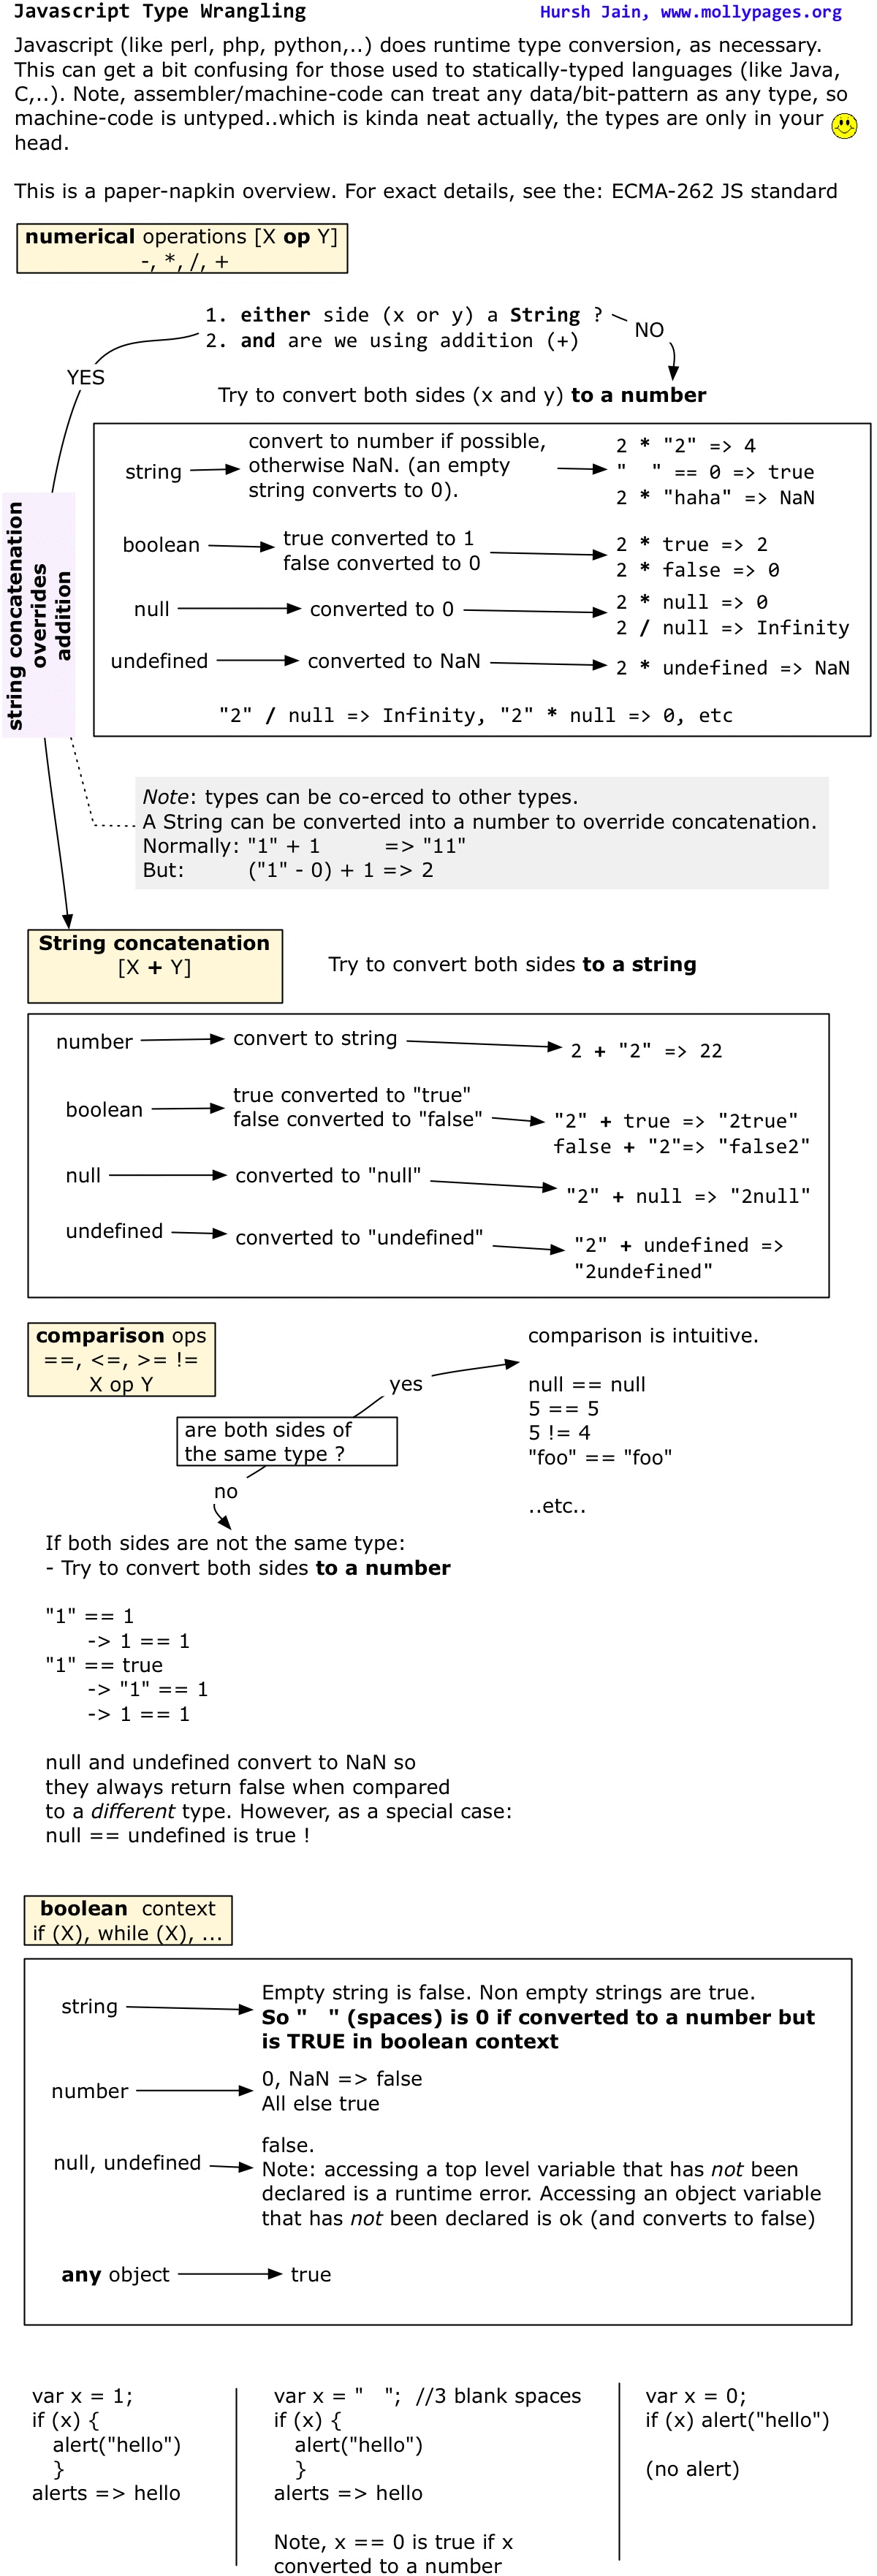 Javascript Type Wrangling
Hursh Jain, www.mollypages.org
Javascript (like perl, php, python,..) does runtime type conversion, as necessary.
This can get a bit confusing for those used to statically-typed languages (like Java,
C,..). Note, assembler/machine-code can treat any data/bit-pattern as any type, so
machine-code is untyped..which is kinda neat actually, the types are only in your
head.
This is a paper-napkin overview. For exact details, see the: ECMA-262 JS standard
numerical operations [X op Y]
-, *, /, +
1. either side (x or y) a String ?
2. and are we using addition (+)
NO
YES
Try to convert both sides (x and y) to a number
string concatenation
overrides
addition
string
convert to number if possible,
otherwise NaN. (an empty
string converts to 0).
2 * "2" => 4
"  " == 0 => true
2 * "haha" => NaN
boolean
true converted to 1
false converted to 0
2 * true => 2
2 * false => 0
null
converted to 0
2 * null => 0
2 / null => Infinity
undefined
converted to NaN
2 * undefined => NaN
"2" / null => Infinity, "2" * null => 0, etc
Note: types can be co-erced to other types.
A String can be converted into a number to override concatenation.
Normally: "1" + 1 => "11"
But: ("1" - 0) + 1 => 2
String concatenation
[X + Y]
Try to convert both sides to a string
number
convert to string
2 + "2" => 22
boolean
true converted to "true"
false converted to "false"
"2" + true => "2true"
false + "2"=> "false2"
null
converted to "null"
"2" + null => "2null"
undefined
converted to "undefined"
"2" + undefined =>
"2undefined"
comparison ops
==, <=, >= !=
X op Y
are both sides of
the same type ?
yes
comparison is intuitive.
null == null
5 == 5
5 != 4
"foo" == "foo"
..etc..
no
If both sides are not the same type:
- Try to convert both sides to a number
"1" == 1
-> 1 == 1
"1" == true
-> "1" == 1
-> 1 == 1
null and undefined convert to NaN so
they always return false when compared
to a different type. However, as a special case:
null == undefined is true !
boolean context
if (X), while (X), ...
string
Empty string is false. Non empty strings are true.
So "   " (spaces) is 0 if converted to a number but
is TRUE in boolean context
number
0, NaN => false
All else true
null, undefined
false.
Note: accessing a top level variable that has not been
declared is a runtime error. Accessing an object variable
that has not been declared is ok (and converts to false)
any object
true
var x = 1;
if (x) {
alert("hello")
}
alerts => hello
var x = "   ";  //3 blank spaces
if (x) {
alert("hello")
}
alerts => hello
Note, x == 0 is true if x
converted to a number
var x = 0;
if (x) alert("hello")
(no alert)